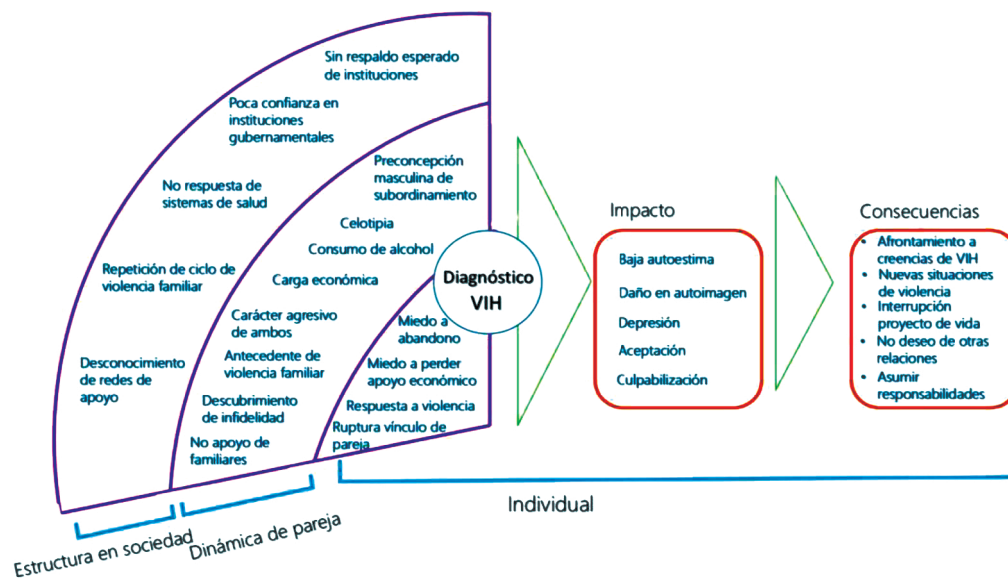 Sin respaldo esperado
de instituciones
Poca confianza en
instituciones
gubernamentales
No respuesta de
sistemas de salud
Repetición de ciclo de
violencia familiar
Desconocimiento
de redes de
apoyo
Preconcepción
masculina de
subordinamiento
Celotipia
Consumo de alcohol
Carga económica
Carácter agresivo
de ambos
Antecedente de
violencia familiar
Descubrimiento
de infidelidad
No apoyo de
familiares
Diagnóstico
VIH
Miedo a
abandono
Miedo a perder
apoyo económico
Respuesta a violencia
Ruptura vínculo de
pareja
Impacto
Baja autoestima
Daño en autoimagen
Depresión
Aceptación
Culpabilización
Consecuencias
• Afrontamiento a
creencias de VIH
• Nuevas situaciones
de violencia
• Interrupción
proyecto de vida
• No deseo de otras
relaciones
• Asumir
responsabilidades
Estructura en sociedad
Dinámica de pareja
Individual